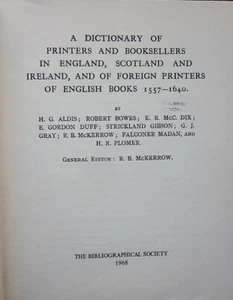 A DICTIONARY OF
PRINTERS AND BOOKSELLERS
IN ENGLAND, SCOTLAND AND
IRELAND, AND OF FOREIGN PRINTERS
OF ENGLISH BOOKS 1557—1640.
BY
H. G. ALDIS; ROBERT BOWES; E. R. McC. DIX;
E. GORDON DUFF; STRICKLAND GIBSON; G. J.
GRAY; R. B. McKERROW; FALCONER MADAN, AND
H. R. PLOMER.
GENERAL EDITOR: R. B. McKERROW.
THE BIBLIOGRAPHICAL SOCIETY
1968